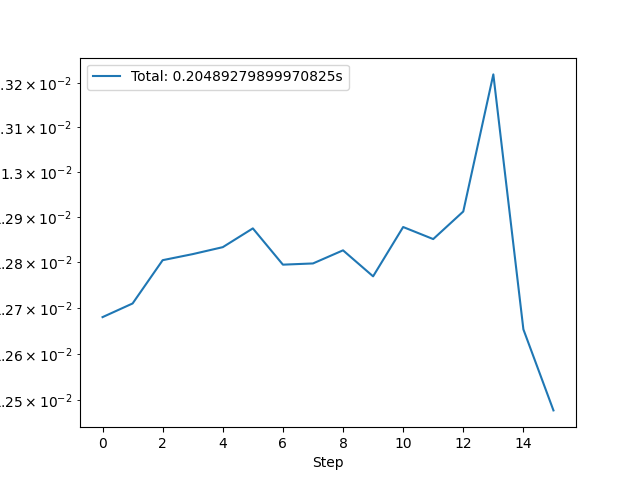 Total: 0.20489279899970825s
.32 × 10⁻²
.31 × 10⁻²
1.3 × 10⁻²
.29 × 10⁻²
.28 × 10⁻²
.27 × 10⁻²
.26 × 10⁻²
.25 × 10⁻²
0 2 4 6 8 10 12 14
Step